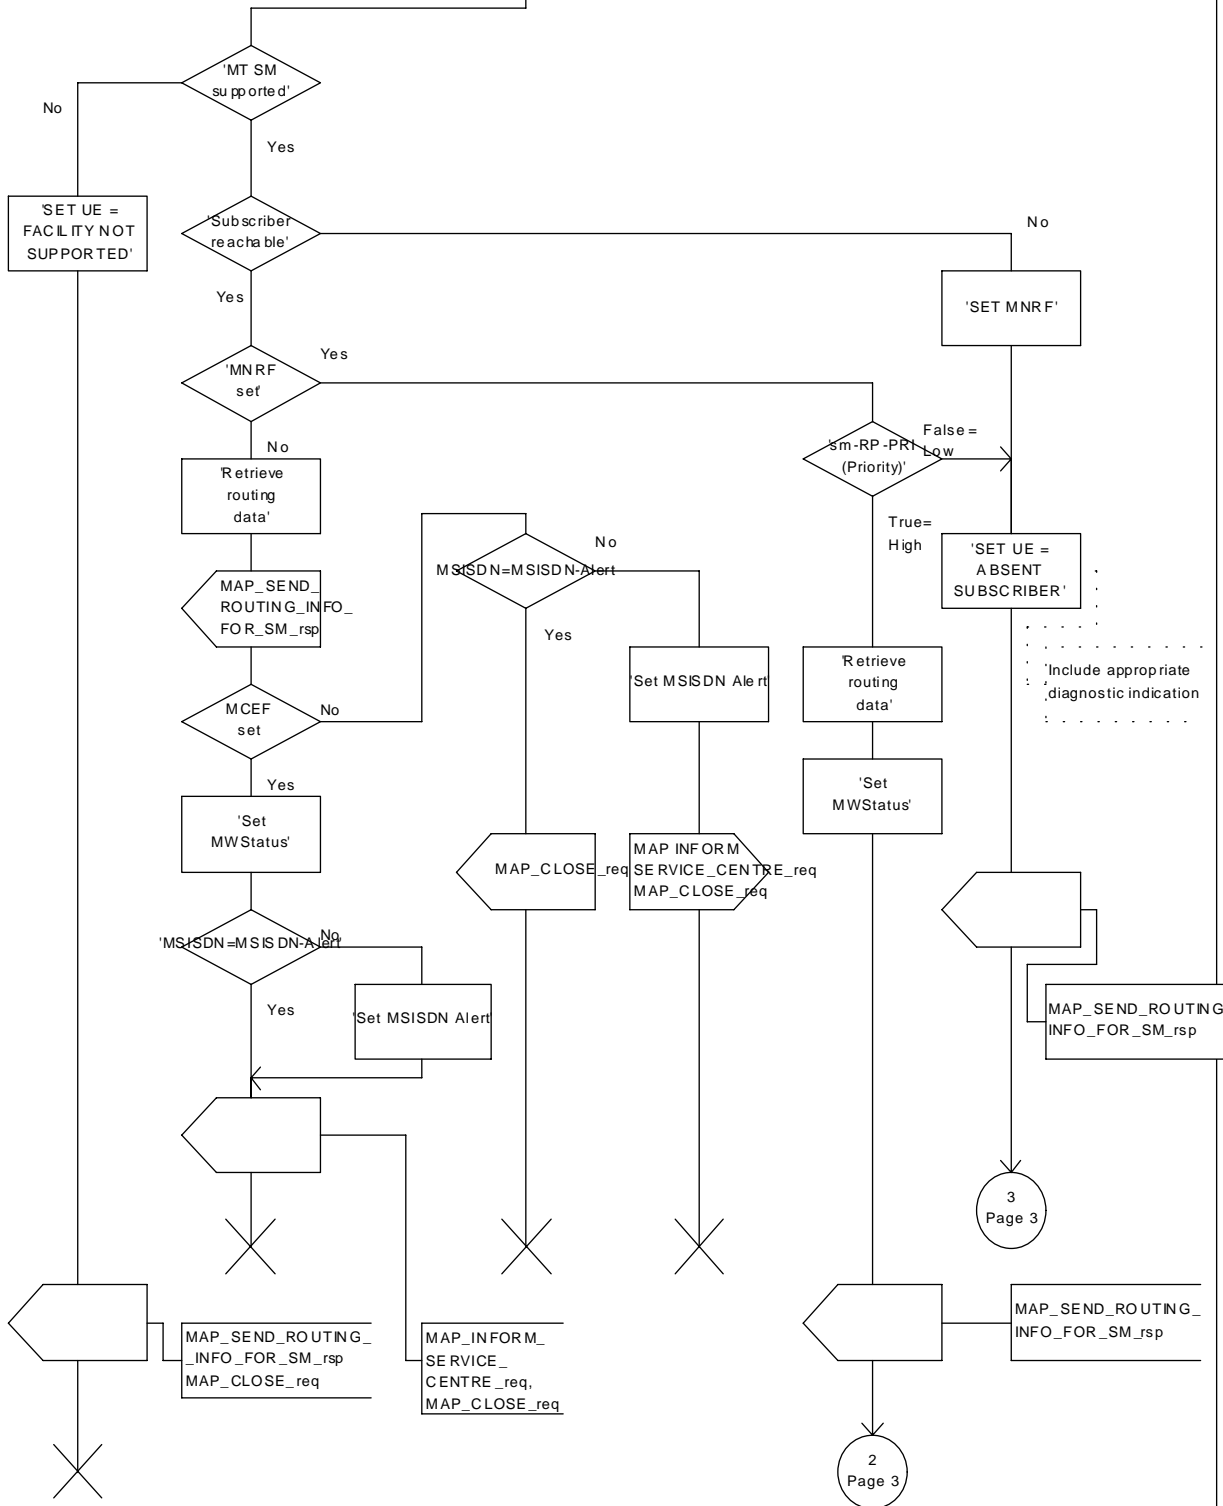 'MT SM
supported'
No
Yes
'SET UE =
FACILITY NOT
SUPPORTED'
'Subscriber
reachable'
No
Yes
'SET MNRF'
'MNRF
set'
Yes
No
'sm-RP-PRI
(Priority)'
False =
Low
'Retrieve
routing
data'
True=
High
MSISDN=MSISDN-Alert
No
'SET UE =
ABSENT
SUBSCRIBER'
MAP_SEND_
ROUTING_INFO_
FOR_SM_rsp
Yes
'Set MSISDN Alert'
'Retrieve
routing
data'
'Include appropriate
diagnostic indication
MCEF
set
No
Yes
'Set
MWStatus'
'Set
MWStatus'
MAP_CLOSE_req
MAP INFORM
SERVICE_CENTRE_req
MAP_CLOSE_req
'MSISDN=MSISDN-Alert'
No
Yes
'Set MSISDN Alert'
MAP_SEND_ROUTING
INFO_FOR_SM_rsp
3
Page 3
MAP_SEND_ROUTING_
_INFO_FOR_SM_rsp
MAP_CLOSE_req
MAP_INFORM_
SERVICE_
CENTRE_req,
MAP_CLOSE_req
MAP_SEND_ROUTING_
INFO_FOR_SM_rsp
2
Page 3